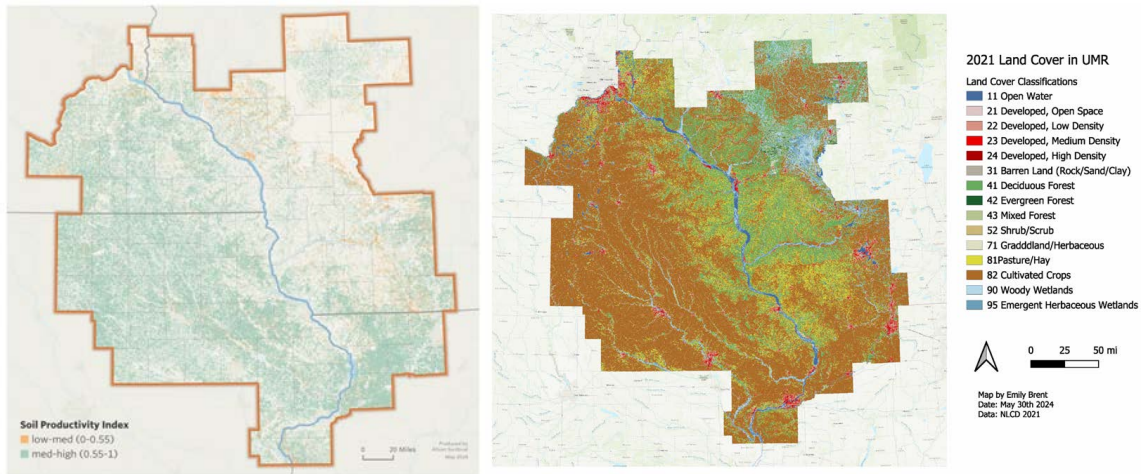 Soil Productivity Index
low-med (0-0.55)
med-high (0.55-1)
0 20 Miles
Produced by
May 2024
2021 Land Cover in UMR
Land Cover Classifications
11 Open Water
21 Developed, Open Space
22 Developed, Low Density
23 Developed, Medium Density
24 Developed, High Density
31 Barren Land (Rock/Sand/Clay)
41 Deciduous Forest
42 Evergreen Forest
43 Mixed Forest
52 Shrub/Scrub
71 Gradddland/Herbaceous
81Pasture/Hay
82 Cultivated Crops
90 Woody Wetlands
95 Emergent Herbaceous Wetlands
0 25 50 mi
Map by Emily Brent
Date: May 30th 2024
Data: NLCD 2021